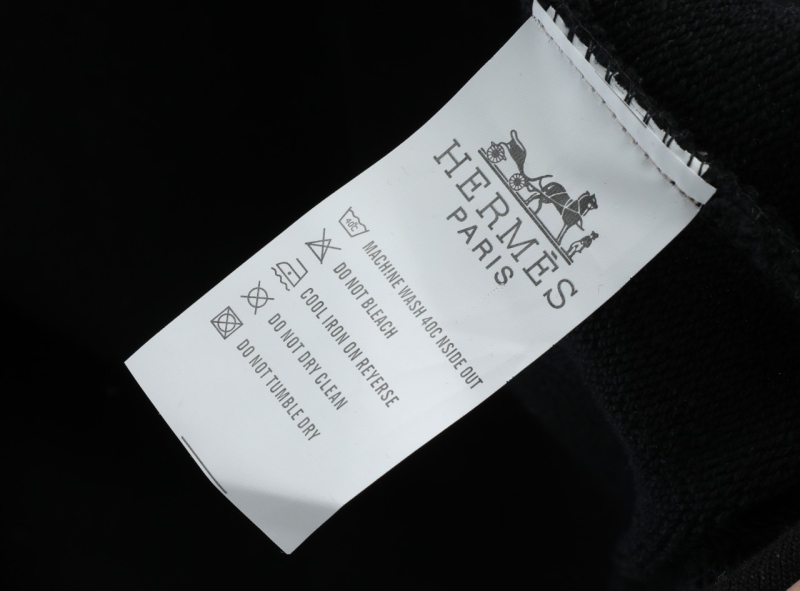 HERMÈS
PARIS
40C
MACHINE WASH 40C NSIDE OUT
DO NOT BLEACH
COOL IRON ON REVERSE
DO NOT DRY CLEAN
DO NOT TUMBLE DRY